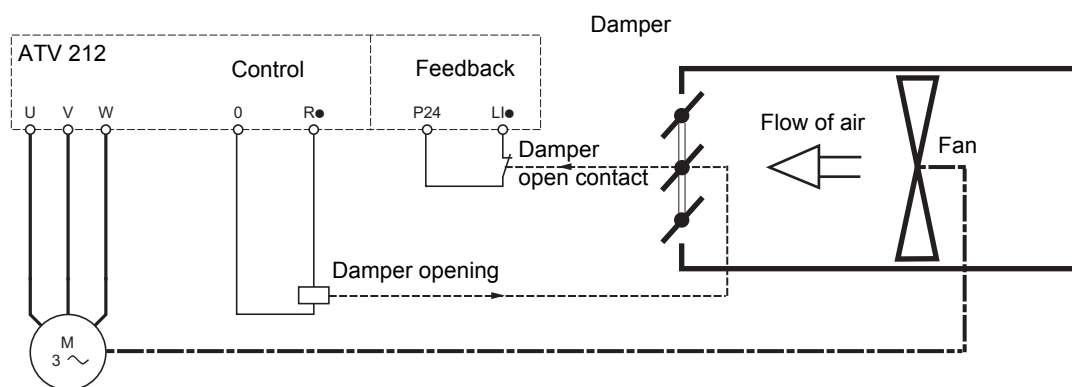 Damper
ATV 212
Control
Feedback
U V W 0 R● P24 LI●
Flow of air
Fan
Damper
open contact
Damper opening
M
3 ~